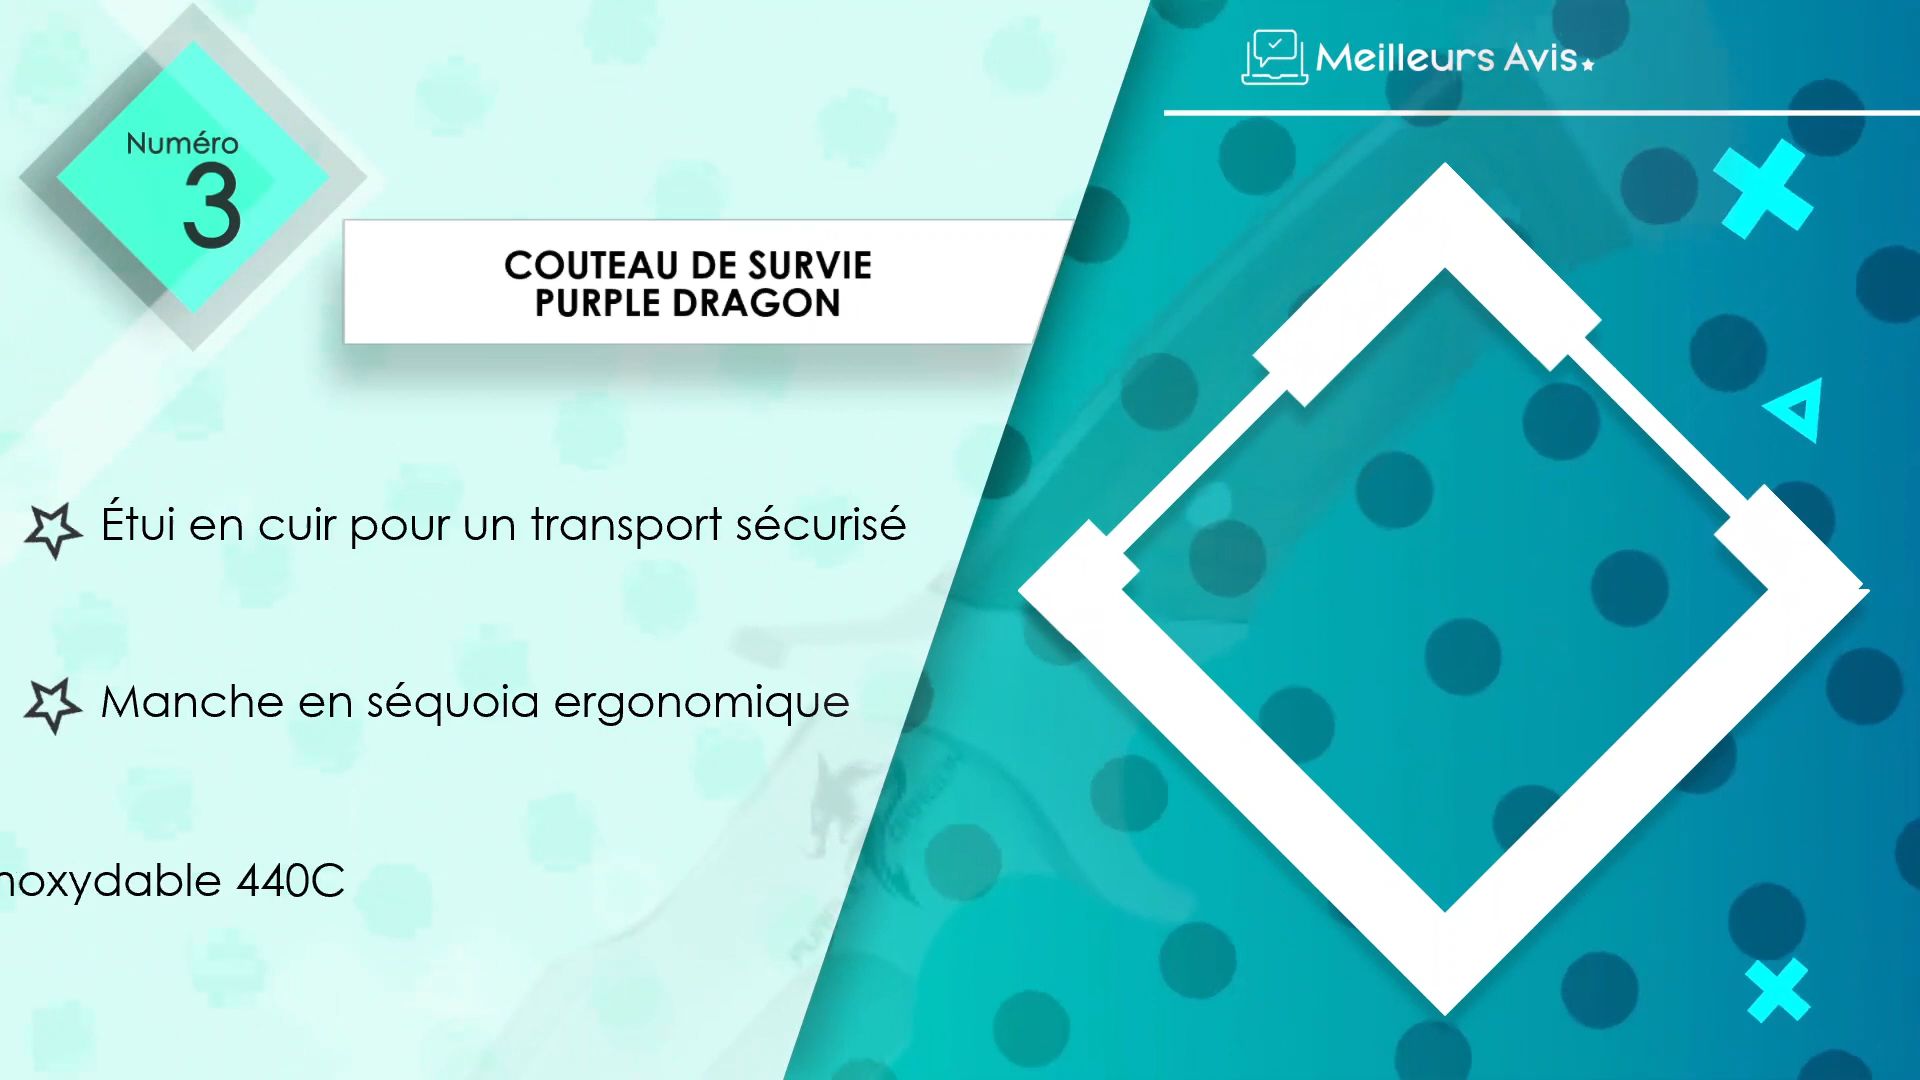 Meilleurs Avis
Numéro
3
COUTEAU DE SURVIE
PURPLE DRAGON
Étui en cuir pour un transport sécurisé
Manche en séquoia ergonomique
noxydable 440C